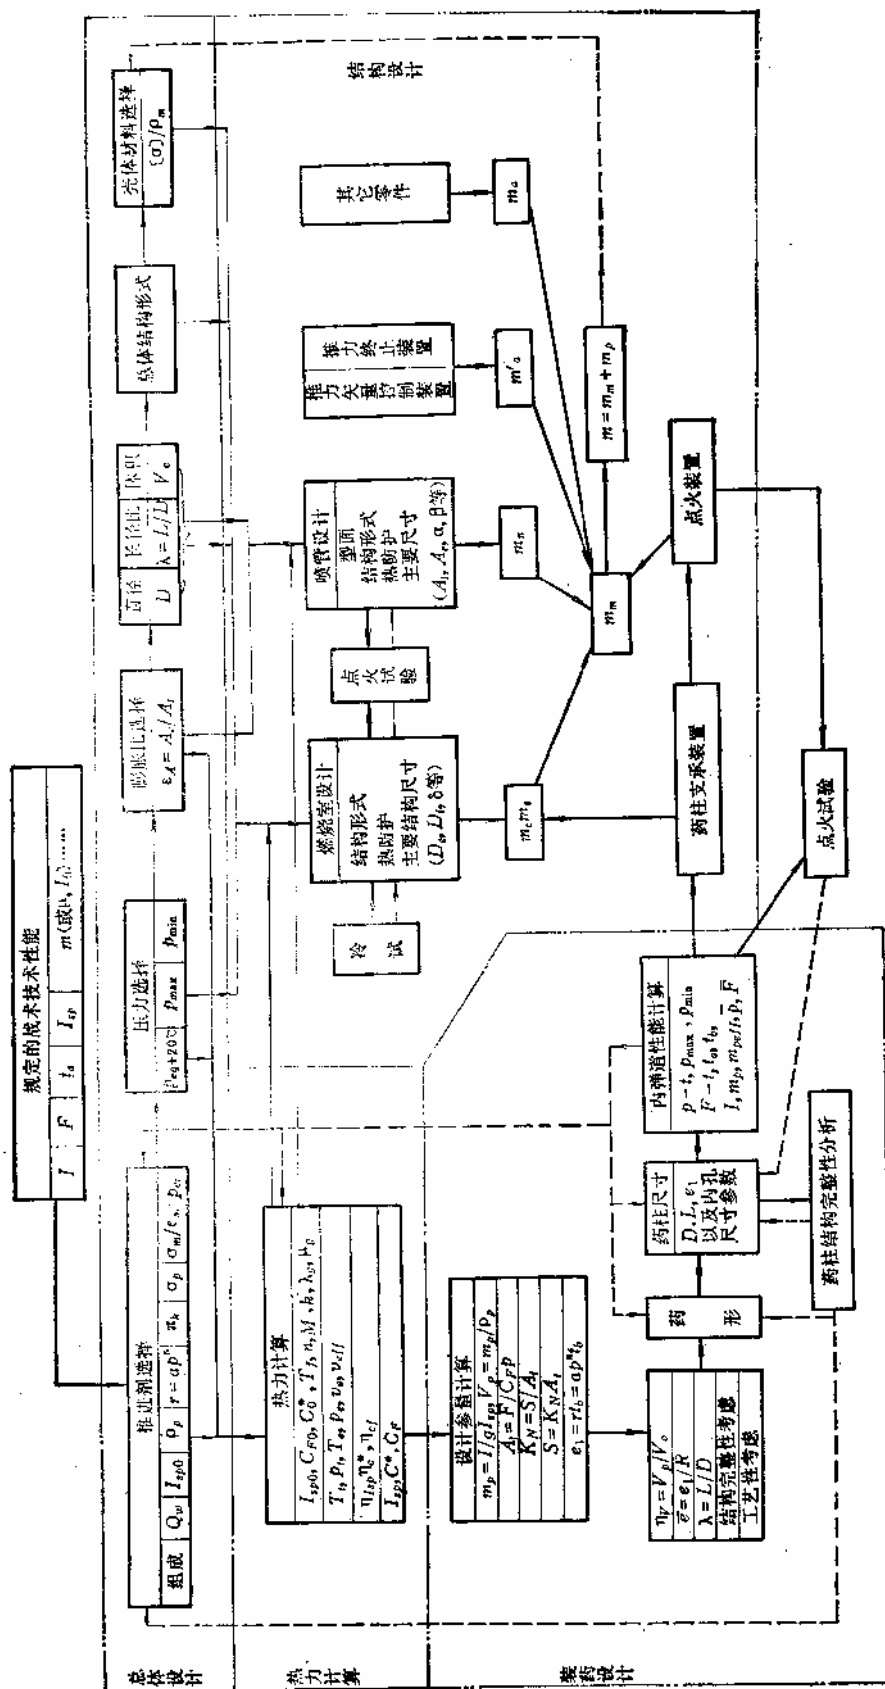 规定的战术技术性能
I F t_a I_sp m(或μ, I_v)……
总体设计
推进剂选择
组成 Q_w I_sp0 ρ_p r=ap^n π_k σ_p σ_m/ε_m, p_cr
压力选择
p_eq+20℃ p_max p_min
膨胀比选择
ε_A=A_e/A_t
直径 长径比 体积
D λ=L/D V_c
总体结构形式
壳体材料选择
[σ]/ρ_m
热力计算
热力计算
I_sp0, C_F0, C_0^*, T_f, n, M, k,
T_t, p_t, T_e, p_e, v_e, v_eff
η_Isp η_c^*, η_cf
I_sp, C^*, C_F
冷试
燃烧室设计
结构形式
热防护
主要结构尺寸
(D_e, D_i, δ等)
点火试验
喷管设计
型面
结构形式
热防护
主要尺寸
(A_t, A_e, α, β等)
推力矢量控制装置
推力终止装置
其它零件
结构设计
m_c m_g
m_n
m'_a
m_a
m_m
m=m_m+m_p
装药设计
设计参量计算
m_p=I/gI_sp, V_p=m_p/ρ_p
A_t=F/C_F p
K_N=S/A_t
S=K_N A_t
e_1=rt_b=ap^n t_b
η_V=V_p/V_c
ē=e_1/R
λ=L/D
结构完整性考虑
工艺性考虑
药形
药柱尺寸
D, L, e_1
以及内孔
尺寸参数
内弹道性能计算
p−t, p_max, p_min
F−t, t_a, t_b,
I, m_p, m_peff, p̄, F̄
药柱支承装置
点火装置
点火试验
药柱结构完整性分析